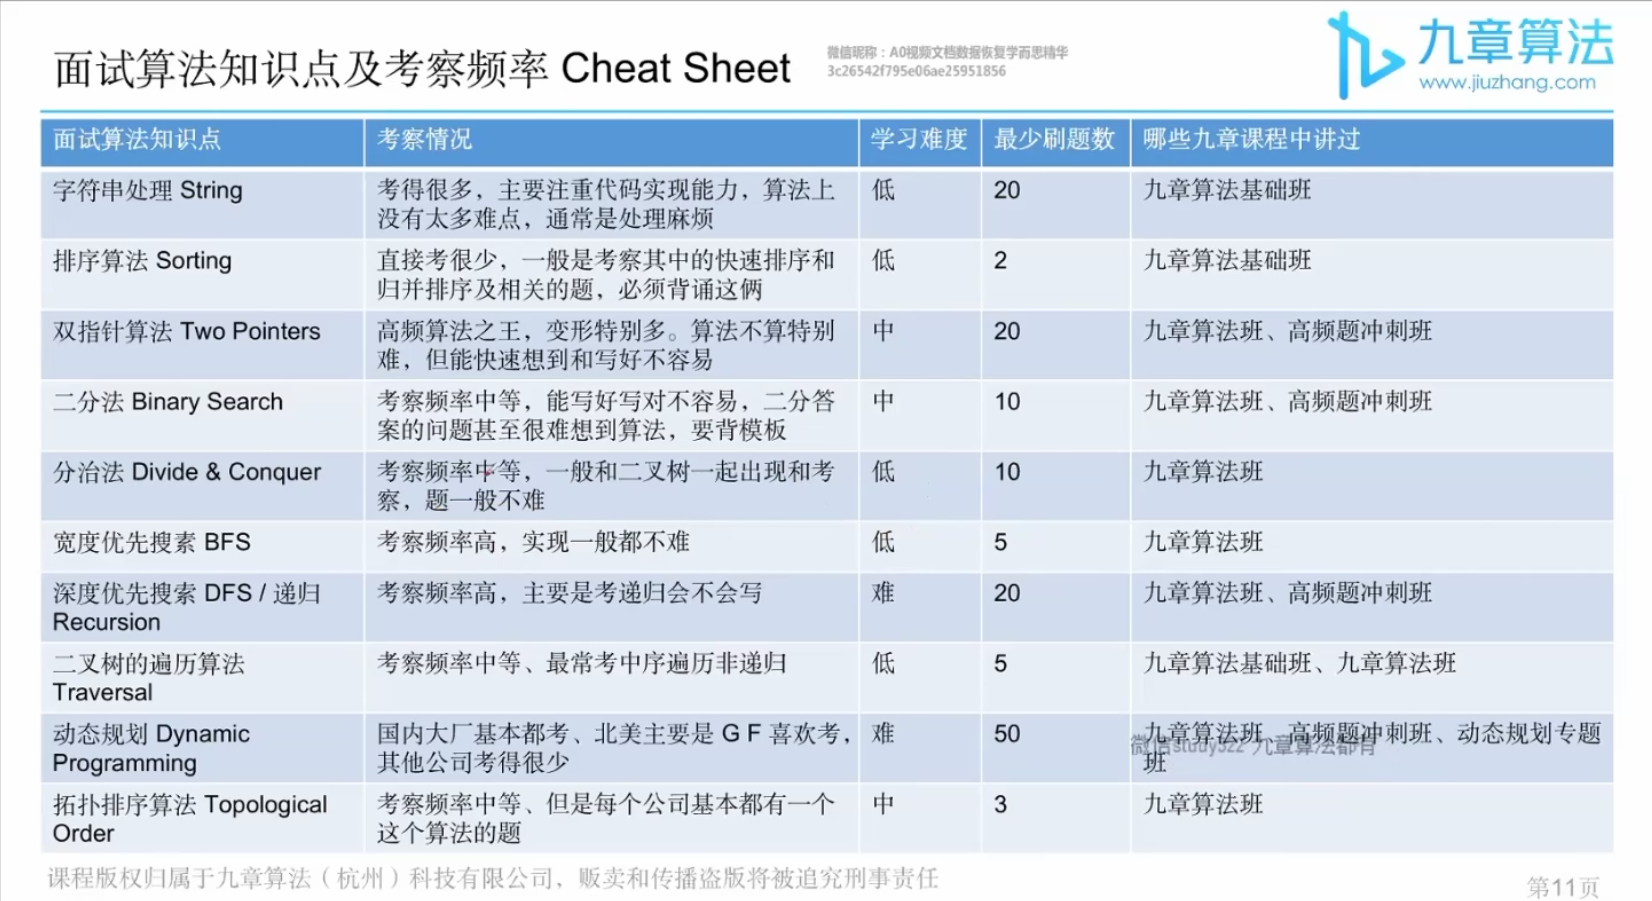 面试算法知识点及考察频率 Cheat Sheet
微信昵称：A0视频文档数据恢复学而思精华
3c26542f795e06ae25951856
九章算法
www.jiuzhang.com
面试算法知识点 考察情况 学习难度 最少刷题数 哪些九章课程中讲过
字符串处理 String 考得很多，主要注重代码实现能力，算法上 低 20 九章算法基础班
没有太多难点，通常是处理麻烦
排序算法 Sorting 直接考很少，一般是考察其中的快速排序和 低 2 九章算法基础班
归并排序及相关的题，必须背诵这俩
双指针算法 Two Pointers 高频算法之王，变形特别多。算法不算特别 中 20 九章算法班、高频题冲刺班
难，但能快速想到和写好不容易
二分法 Binary Search 考察频率中等，能写好写对不容易，二分答 中 10 九章算法班、高频题冲刺班
案的问题甚至很难想到算法，要背模板
分治法 Divide & Conquer 考察频率中等，一般和二叉树一起出现和考 低 10 九章算法班
察，题一般不难
宽度优先搜素 BFS 考察频率高，实现一般都不难 低 5 九章算法班
深度优先搜素 DFS / 递归 考察频率高，主要是考递归会不会写 难 20 九章算法班、高频题冲刺班
Recursion
二叉树的遍历算法 考察频率中等、最常考中序遍历非递归 低 5 九章算法基础班、九章算法班
Traversal
动态规划 Dynamic 国内大厂基本都考、北美主要是 G F 喜欢考， 难 50 九章算法班、高频题冲刺班、动态规划专题
微信study322 九章算法都有
Programming 其他公司考得很少 班
拓扑排序算法 Topological 考察频率中等、但是每个公司基本都有一个 中 3 九章算法班
Order 这个算法的题
课程版权归属于九章算法（杭州）科技有限公司，贩卖和传播盗版将被追究刑事责任
第11页